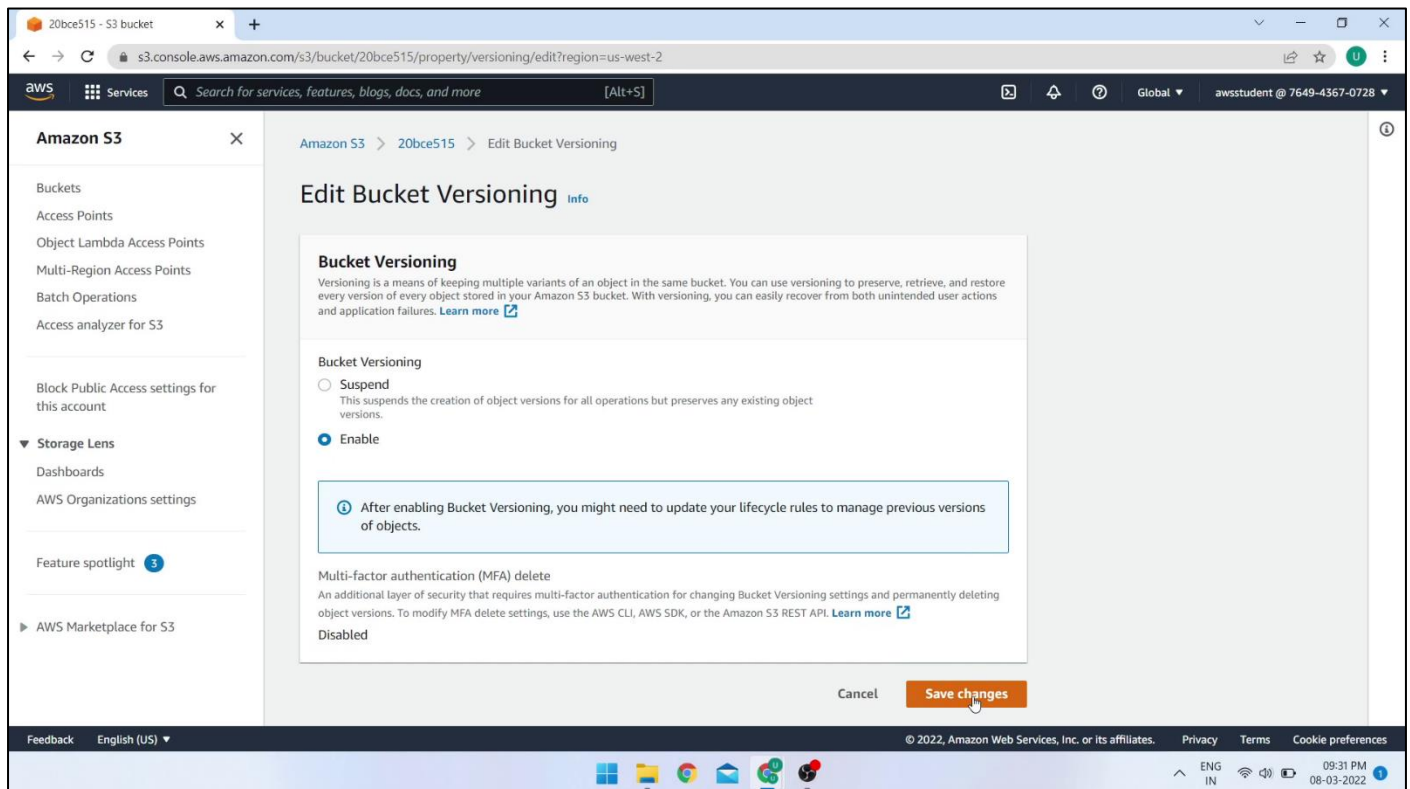 20bce515 - S3 bucket
s3.console.aws.amazon.com/s3/bucket/20bce515/property/versioning/edit?region=us-west-2
U
aws
Services
Search for services, features, blogs, docs, and more
[Alt+S]
Global ▼
awsstudent @ 7649-4367-0728 ▼
Amazon S3
Buckets
Access Points
Object Lambda Access Points
Multi-Region Access Points
Batch Operations
Access analyzer for S3
Block Public Access settings for
this account
▼ Storage Lens
Dashboards
AWS Organizations settings
Feature spotlight 3
▶ AWS Marketplace for S3
Amazon S3 > 20bce515 > Edit Bucket Versioning
Edit Bucket Versioning Info
Bucket Versioning
Versioning is a means of keeping multiple variants of an object in the same bucket. You can use versioning to preserve, retrieve, and restore
every version of every object stored in your Amazon S3 bucket. With versioning, you can easily recover from both unintended user actions
and application failures. Learn more
Bucket Versioning
Suspend
This suspends the creation of object versions for all operations but preserves any existing object
versions.
Enable
After enabling Bucket Versioning, you might need to update your lifecycle rules to manage previous versions
of objects.
Multi-factor authentication (MFA) delete
An additional layer of security that requires multi-factor authentication for changing Bucket Versioning settings and permanently deleting
object versions. To modify MFA delete settings, use the AWS CLI, AWS SDK, or the Amazon S3 REST API. Learn more
Disabled
Cancel
Save changes
Feedback
English (US) ▼
© 2022, Amazon Web Services, Inc. or its affiliates.
Privacy
Terms
Cookie preferences
ENG
IN
09:31 PM
08-03-2022
1